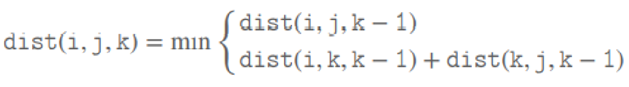 dist(i, j, k) = min { dist(i, j, k − 1)
dist(i, k, k − 1) + dist(k, j, k − 1)